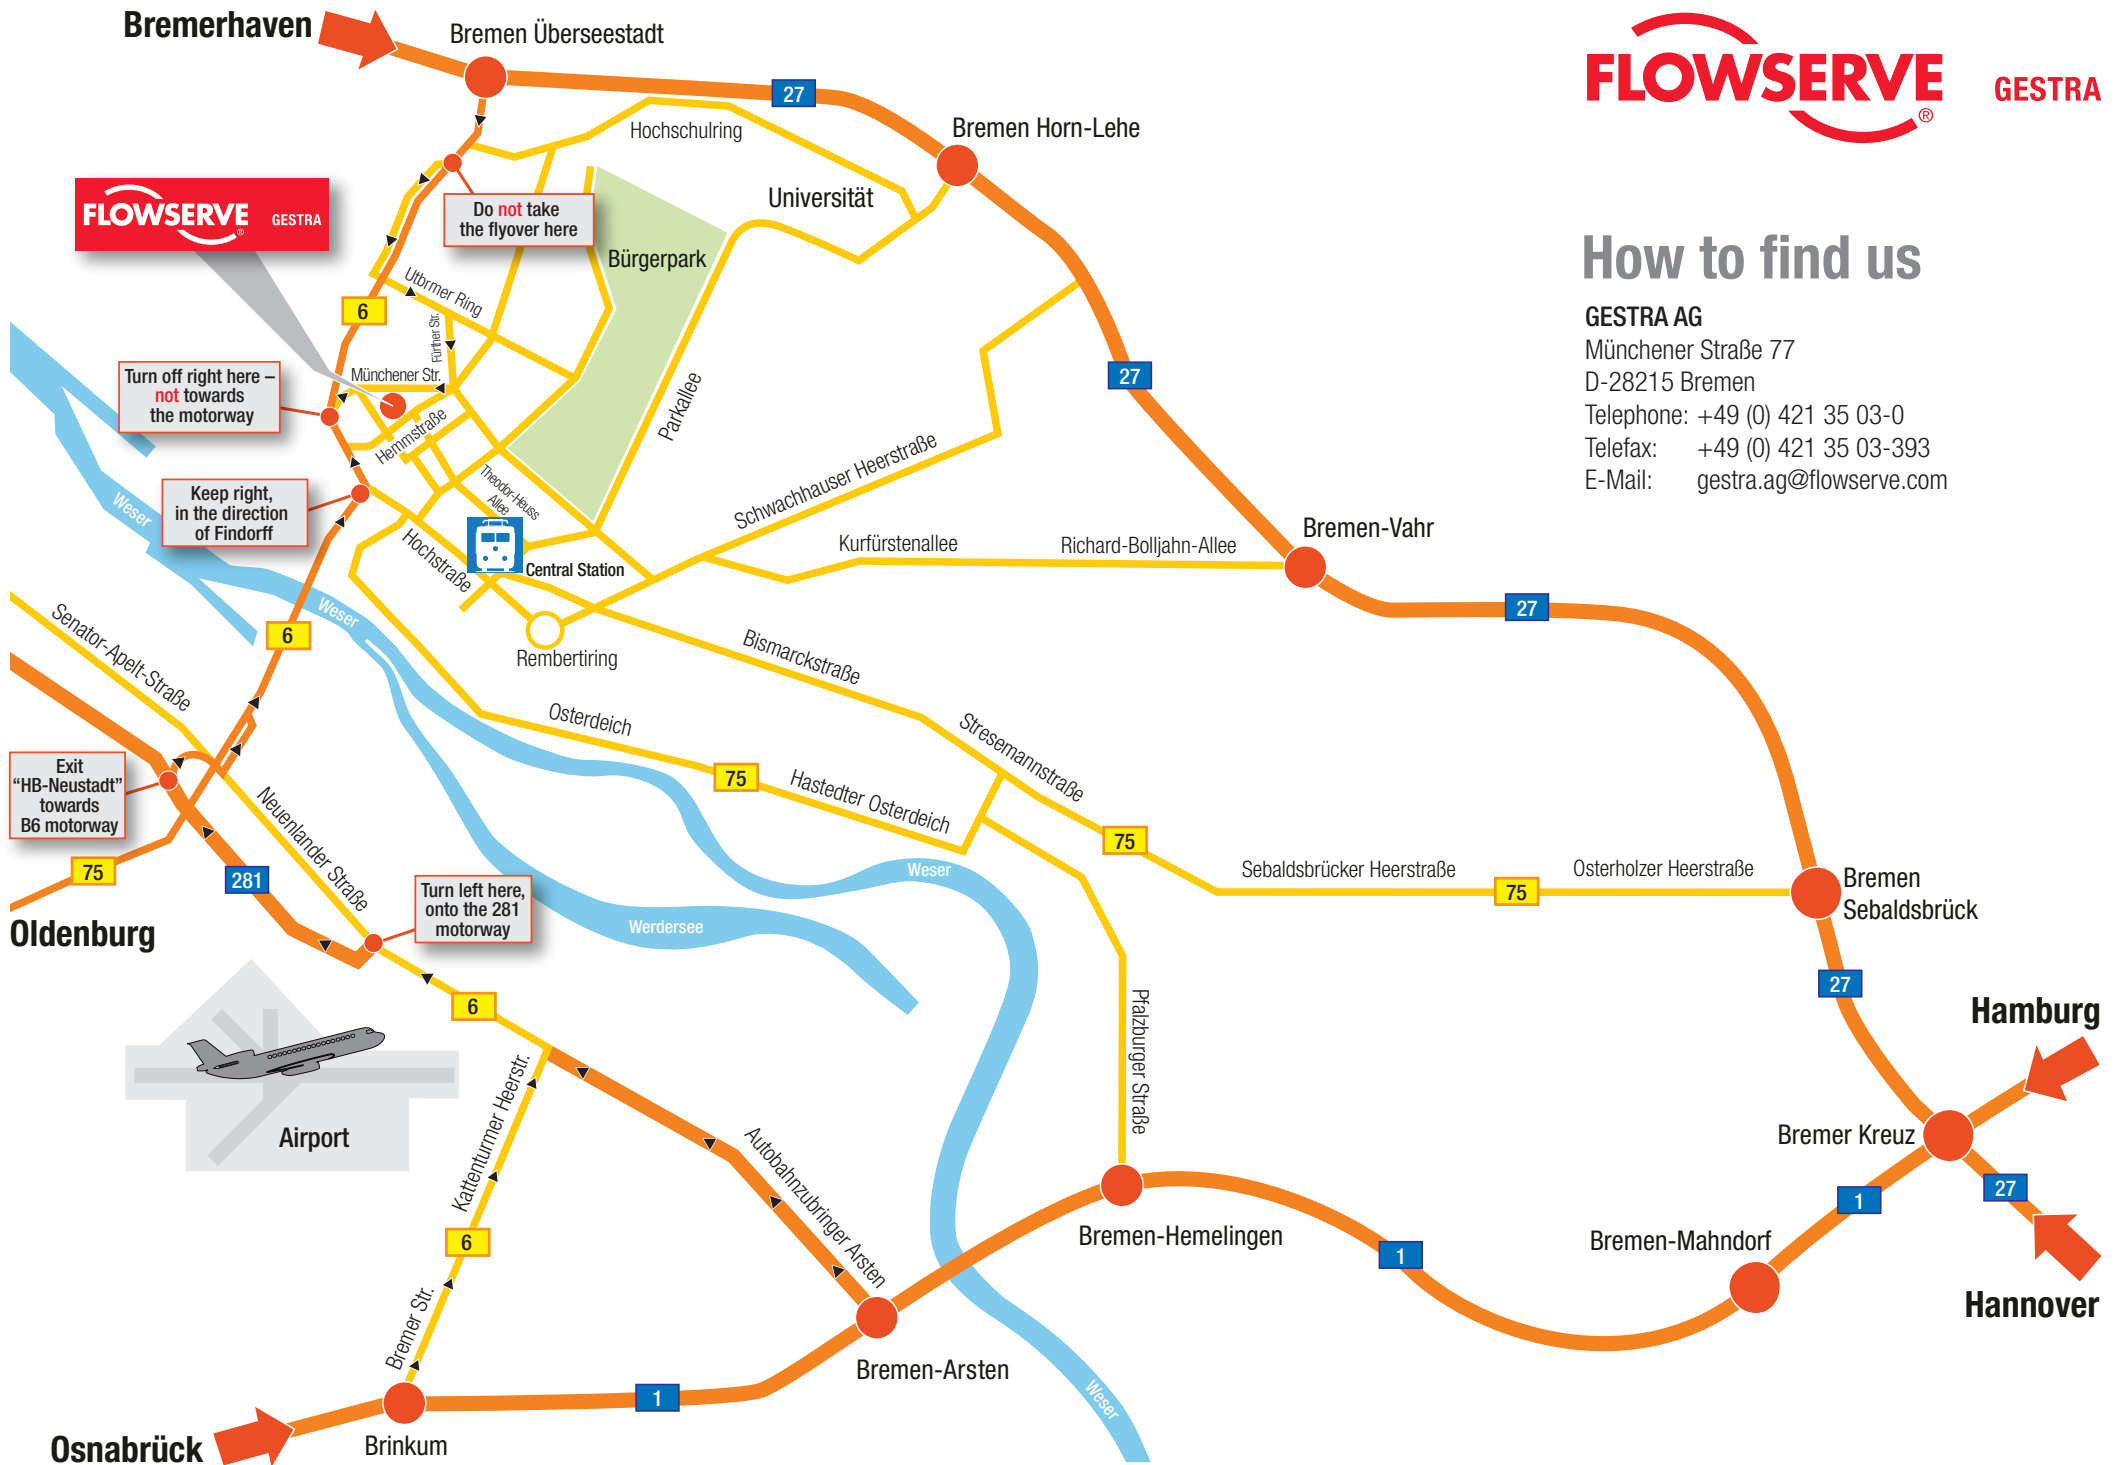 Bremerhaven
Bremen Überseestadt
27
Hochschulring
Bremen Horn-Lehe
Universität
FLOWSERVE
®
GESTRA
FLOWSERVE
®
GESTRA
Do not take
the flyover here
Bürgerpark
How to find us
GESTRA AG
Münchener Straße 77
D-28215 Bremen
Telephone: +49 (0) 421 35 03-0
Telefax: +49 (0) 421 35 03-393
E-Mail: gestra.ag@flowserve.com
Utbrmer Ring
6
Fürther Str.
Münchener Str.
Turn off right here –
not towards
the motorway
Hemmstraße
Parkallee
27
Schwachhauser Heerstraße
Theodor-Heuss
Allee
Keep right,
in the direction
of Findorff
Weser
Hochstraße
Central Station
Kurfürstenallee
Richard-Bolljahn-Allee
Bremen-Vahr
27
Weser
6
Senator-Apelt-Straße
Rembertiring
Bismarckstraße
Osterdeich
Stresemannstraße
75
Hastedter Osterdeich
Exit
“HB-Neustadt”
towards
B6 motorway
Neuenlander Straße
75
75
Sebaldsbrücker Heerstraße
75
Osterholzer Heerstraße
Bremen
Sebaldsbrück
281
Turn left here,
onto the 281
motorway
Weser
Werdersee
Oldenburg
27
6
Hamburg
Pfalzburger Straße
Kattenturmer Heerstr.
Airport
Autobahnzubringer Arsten
Bremer Kreuz
27
1
Bremen-Hemelingen
Bremen-Mahndorf
1
6
Hannover
Bremer Str.
Bremen-Arsten
1
Weser
Osnabrück
Brinkum